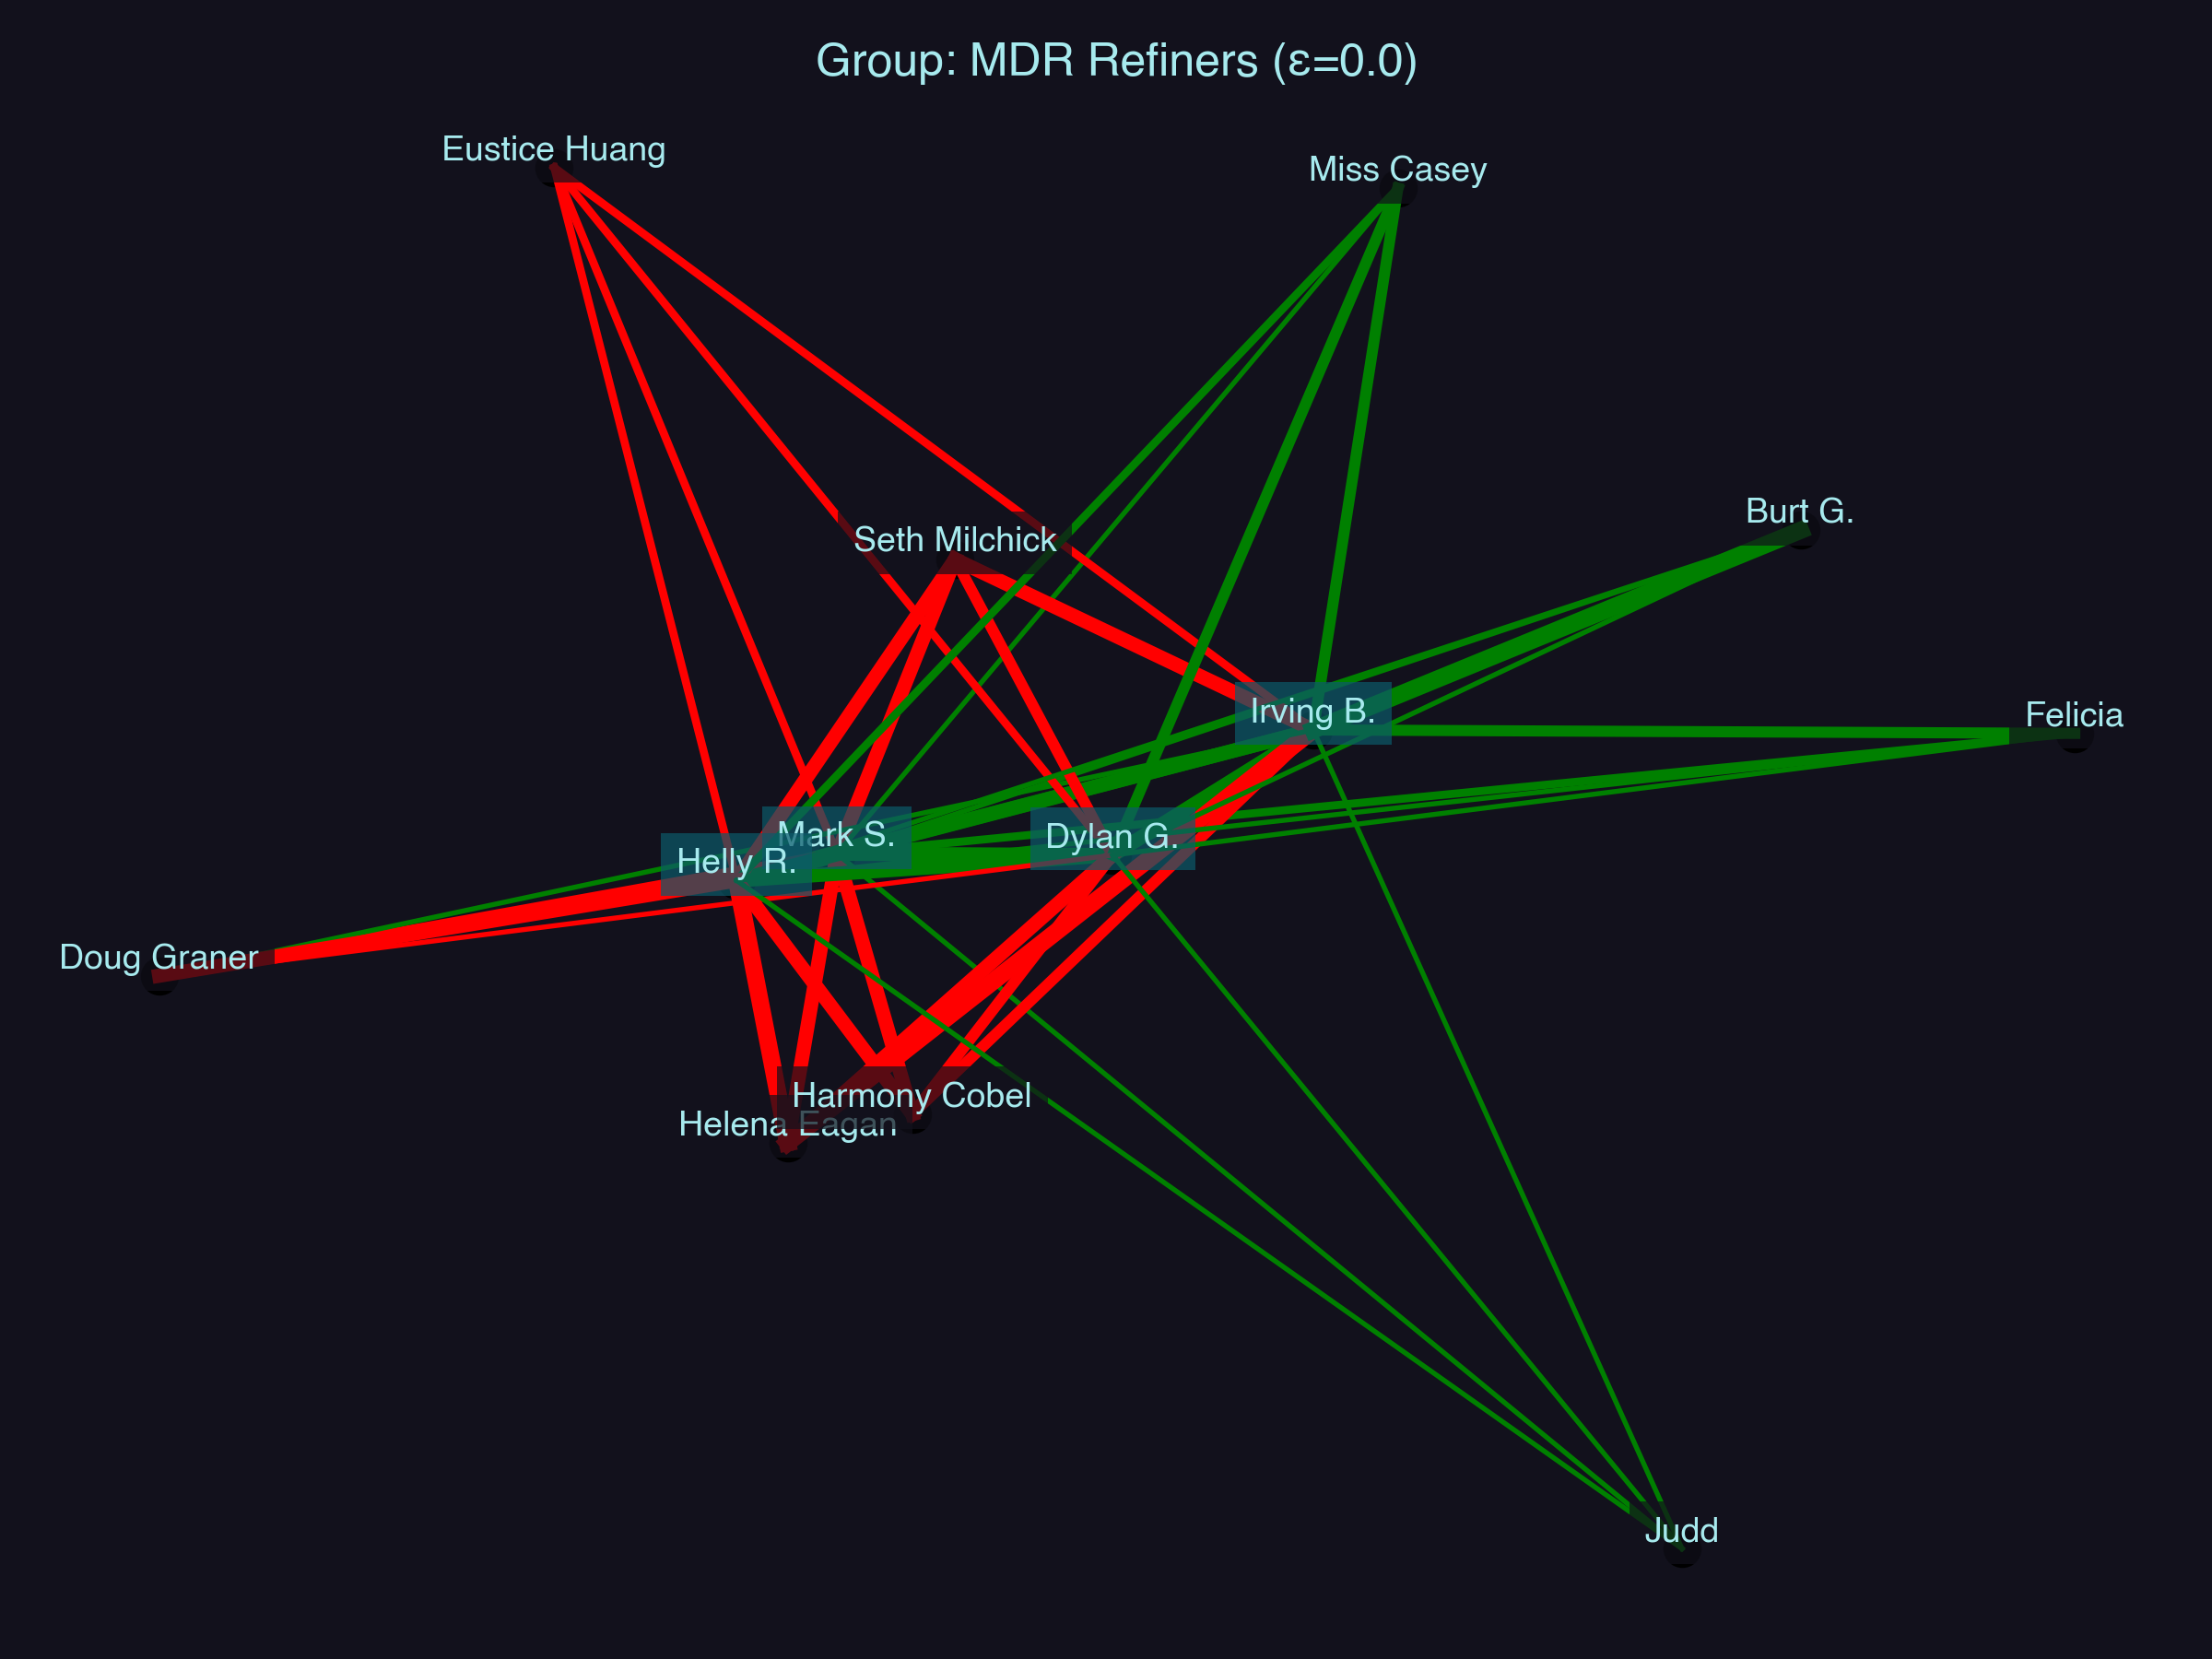 Group: MDR Refiners (ε=0.0)
Eustice Huang
Miss Casey
Burt G.
Seth Milchick
Irving B.
Felicia
Mark S.
Dylan G.
Helly R.
Doug Graner
Harmony Cobel
Helena Eagan
Judd